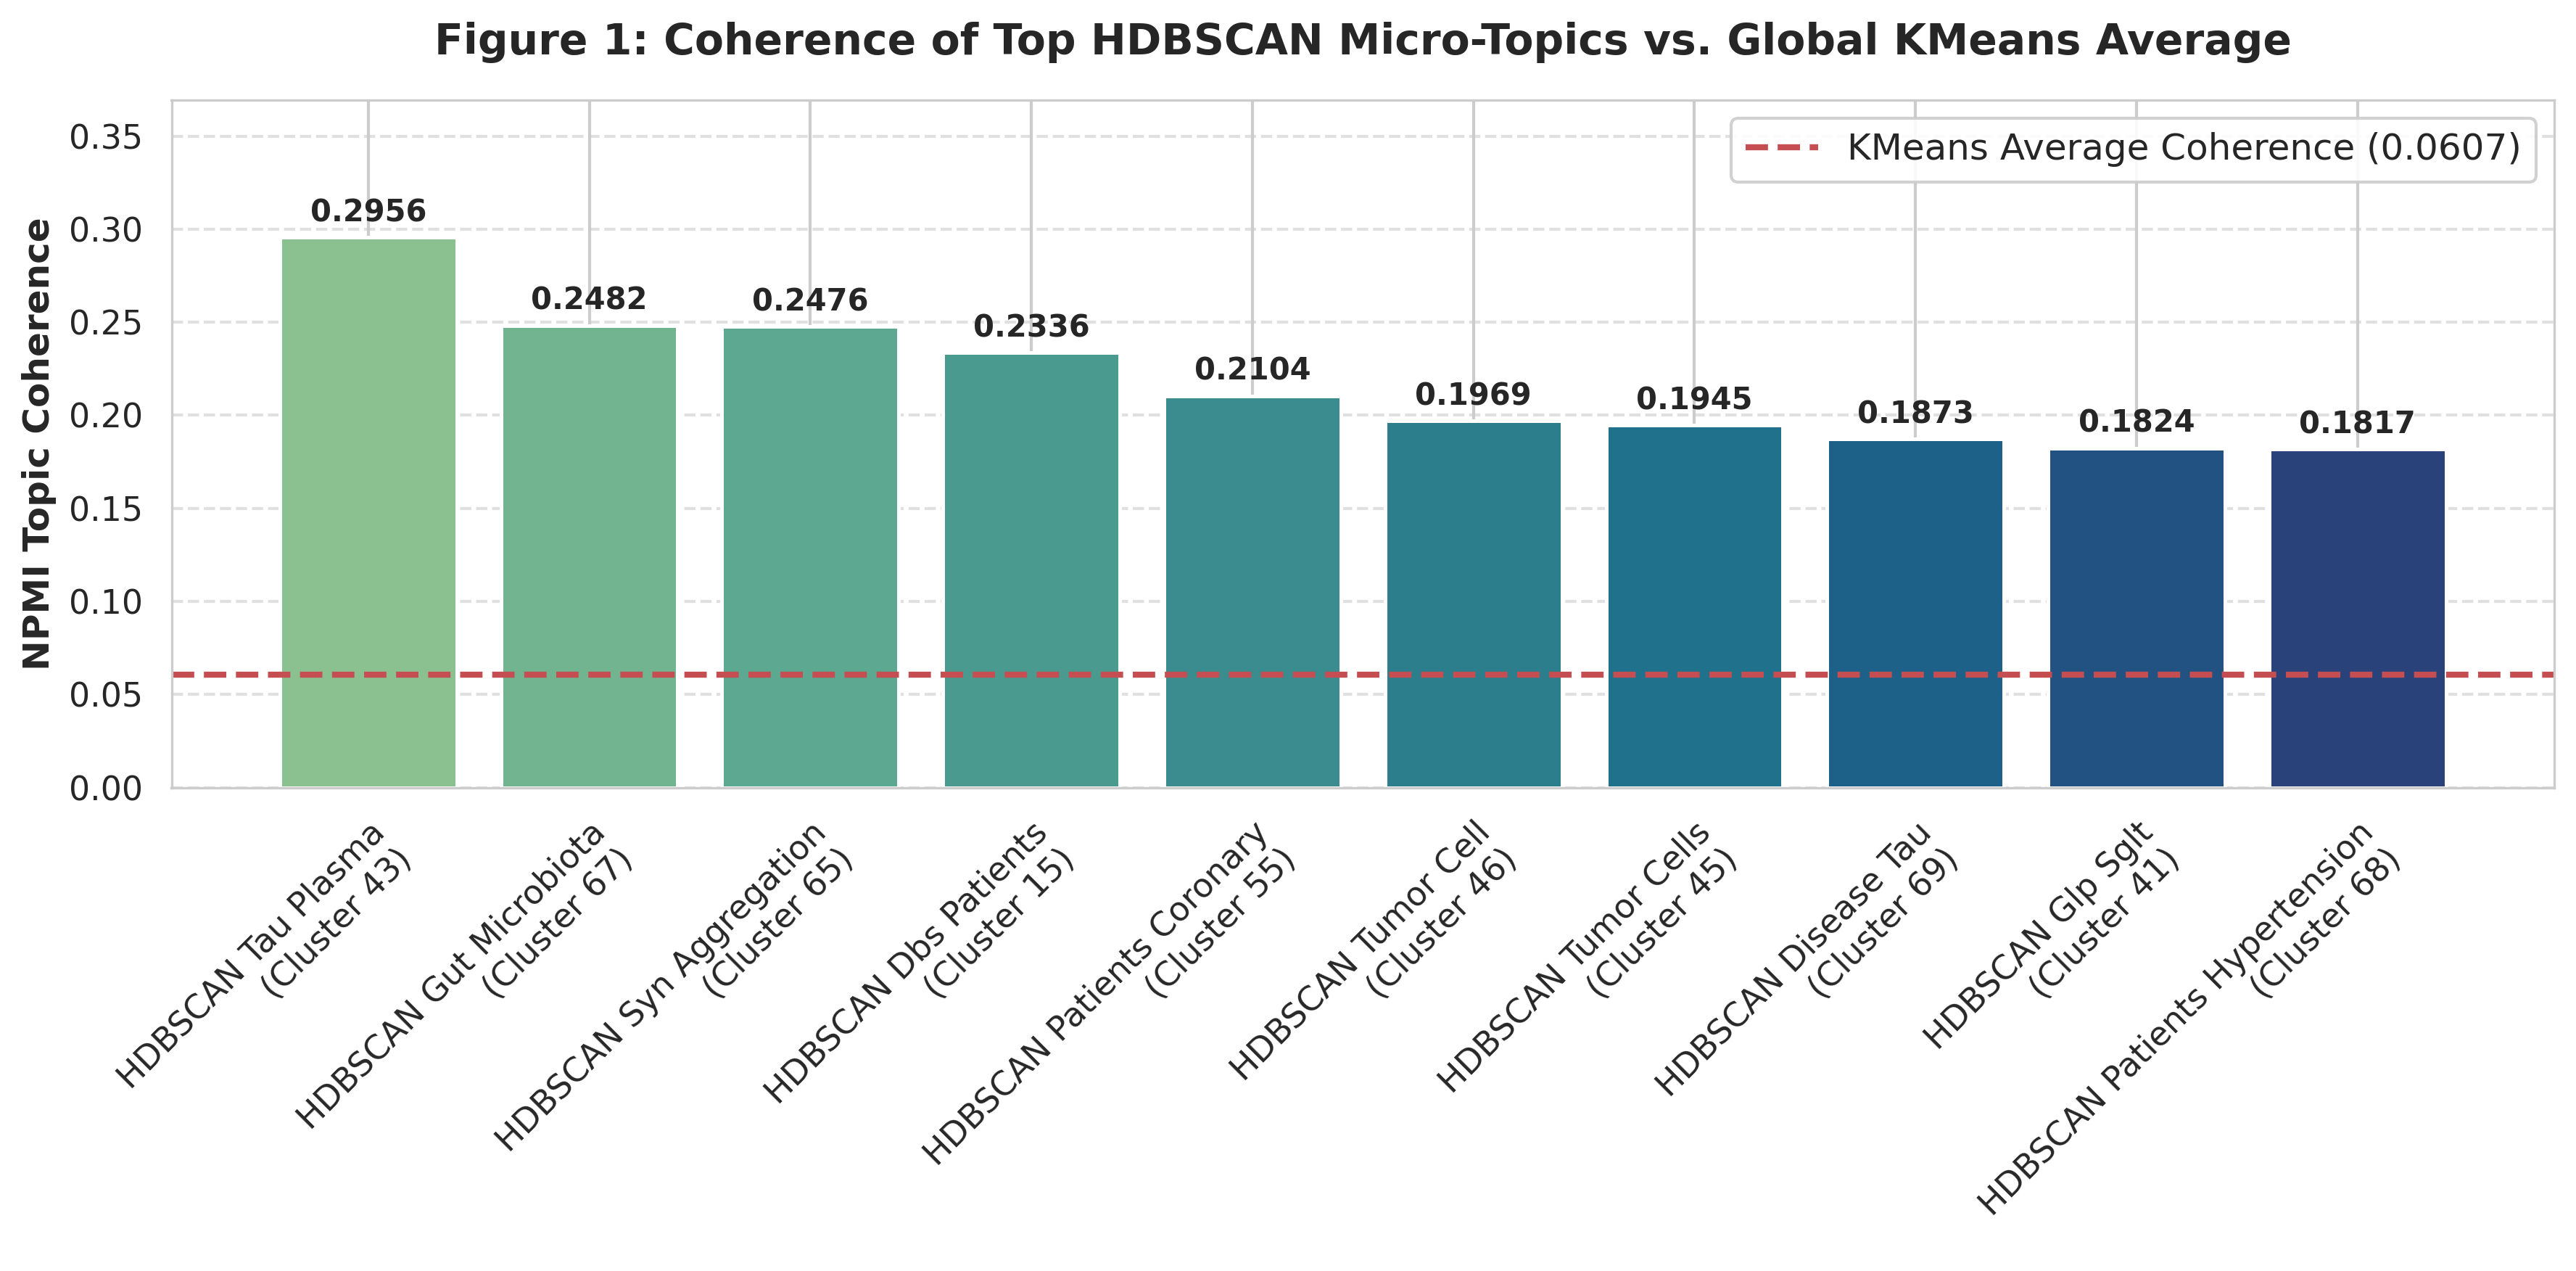 Figure 1: Coherence of Top HDBSCAN Micro-Topics vs. Global KMeans Average
KMeans Average Coherence (0.0607)
NPMI Topic Coherence
0.35
0.30
0.25
0.20
0.15
0.10
0.05
0.00
0.2956
0.2482
0.2476
0.2336
0.2104
0.1969
0.1945
0.1873
0.1824
0.1817
HDBSCAN Tau Plasma
(Cluster 43)
HDBSCAN Gut Microbiota
(Cluster 67)
HDBSCAN Syn Aggregation
(Cluster 65)
HDBSCAN Dbs Patients
(Cluster 15)
HDBSCAN Patients Coronary
(Cluster 55)
HDBSCAN Tumor Cell
(Cluster 46)
HDBSCAN Tumor Cells
(Cluster 45)
HDBSCAN Disease Tau
(Cluster 69)
HDBSCAN Glp Sglt
(Cluster 41)
HDBSCAN Patients Hypertension
(Cluster 68)